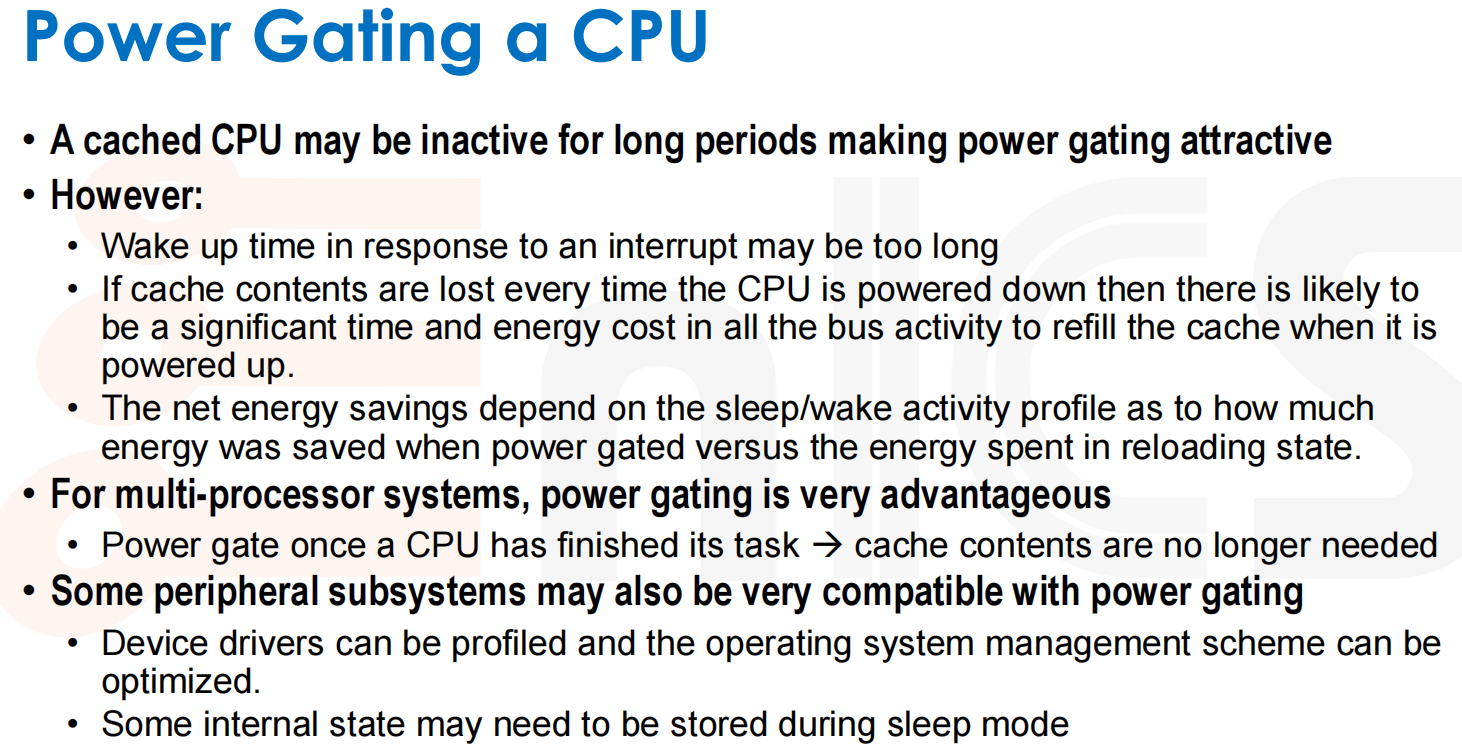 Power Gating a CPU
• A cached CPU may be inactive for long periods making power gating attractive
• However:
• Wake up time in response to an interrupt may be too long
• If cache contents are lost every time the CPU is powered down then there is likely to
be a significant time and energy cost in all the bus activity to refill the cache when it is
powered up.
• The net energy savings depend on the sleep/wake activity profile as to how much
energy was saved when power gated versus the energy spent in reloading state.
• For multi-processor systems, power gating is very advantageous
• Power gate once a CPU has finished its task → cache contents are no longer needed
• Some peripheral subsystems may also be very compatible with power gating
• Device drivers can be profiled and the operating system management scheme can be
optimized.
• Some internal state may need to be stored during sleep mode
EnICS